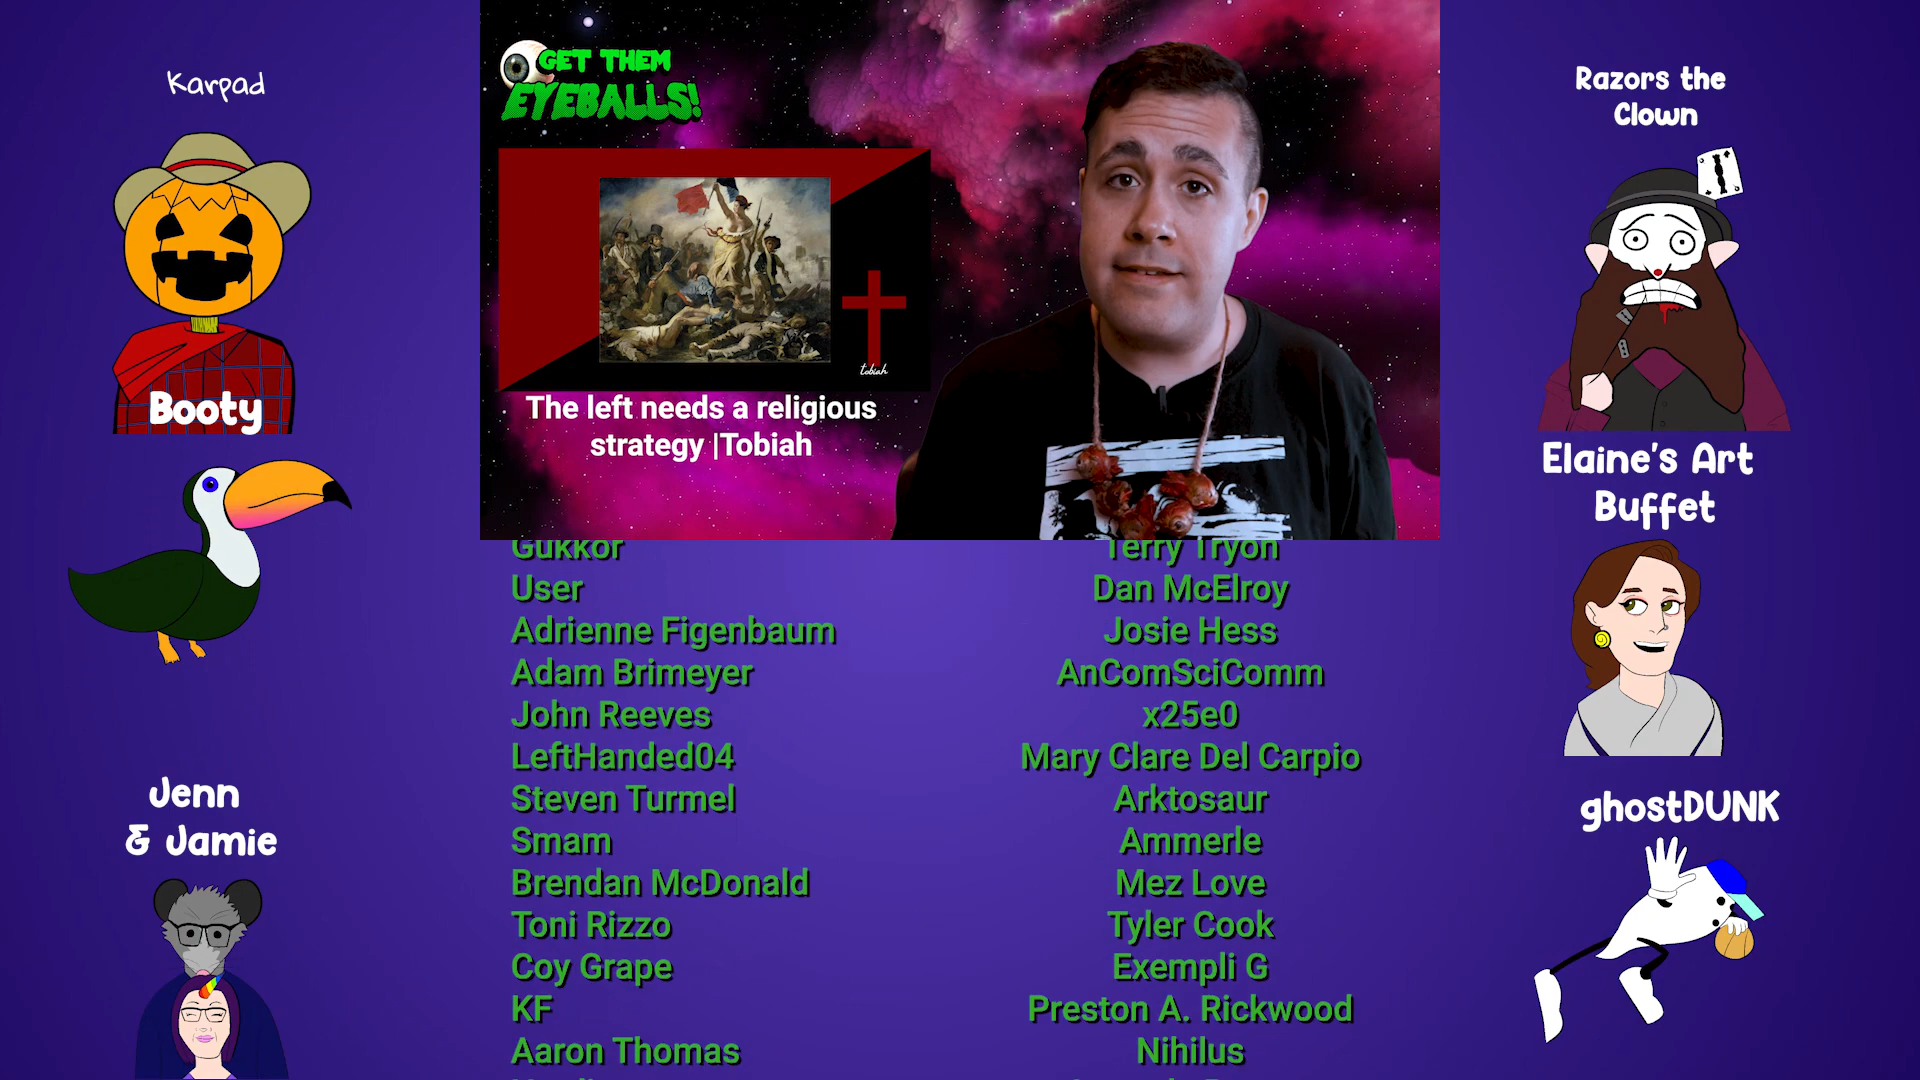 Karpad
Booty
Jenn
& Jamie
GET THEM
EYEBALLS!
tobiah
The left needs a religious
strategy |Tobiah
Gukkor
User
Adrienne Figenbaum
Adam Brimeyer
John Reeves
LeftHanded04
Steven Turmel
Smam
Brendan McDonald
Toni Rizzo
Coy Grape
KF
Aaron Thomas
Terry Tryon
Dan McElroy
Josie Hess
AnComSciComm
x25e0
Mary Clare Del Carpio
Arktosaur
Ammerle
Mez Love
Tyler Cook
Exempli G
Preston A. Rickwood
Nihilus
Razors the
Clown
Elaine's Art
Buffet
ghostDUNK